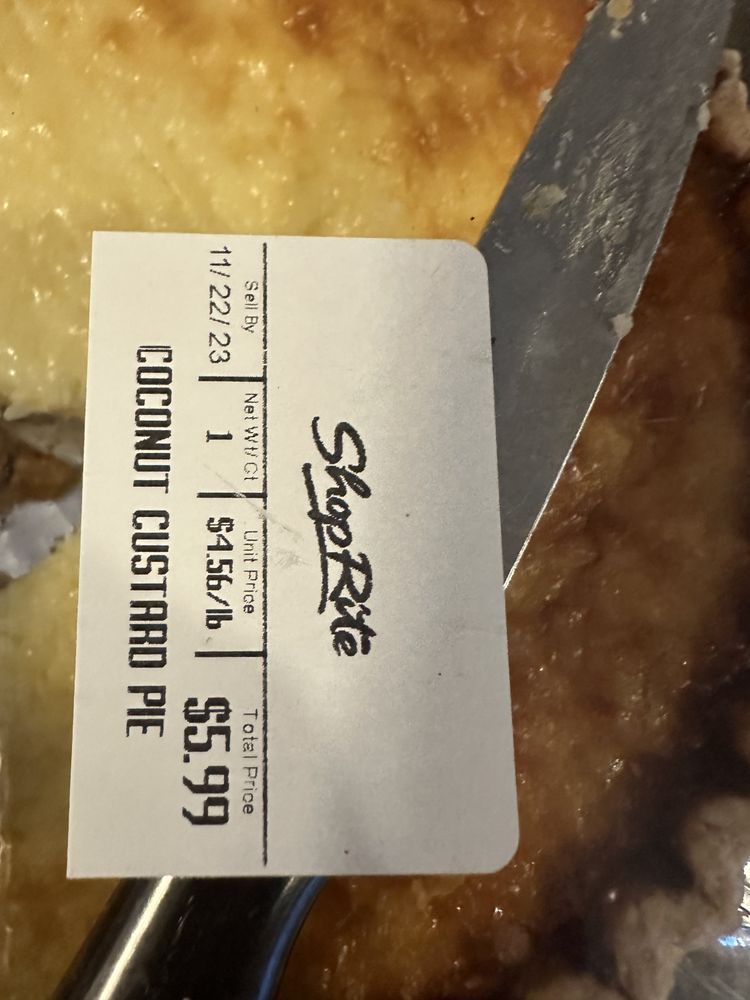 ShopRite
Sell By Net Wt/Ct Unit Price Total Price
11/22/23 1 $4.56/lb $5.99
COCONUT CUSTARD PIE